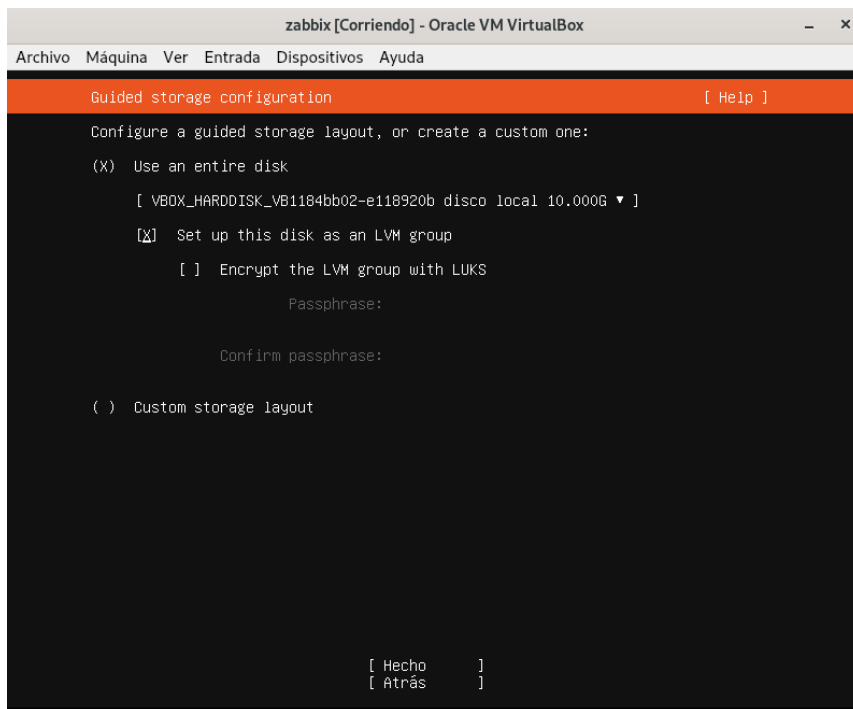 zabbix [Corriendo] - Oracle VM VirtualBox
Archivo Máquina Ver Entrada Dispositivos Ayuda
Guided storage configuration [ Help ]
Configure a guided storage layout, or create a custom one:
(X) Use an entire disk
[ VBOX_HARDDISK_VB1184bb02-e118920b disco local 10.000G ▾ ]
[X] Set up this disk as an LVM group
[ ] Encrypt the LVM group with LUKS
Passphrase:
Confirm passphrase:
( ) Custom storage layout
[ Hecho ]
[ Atrás ]